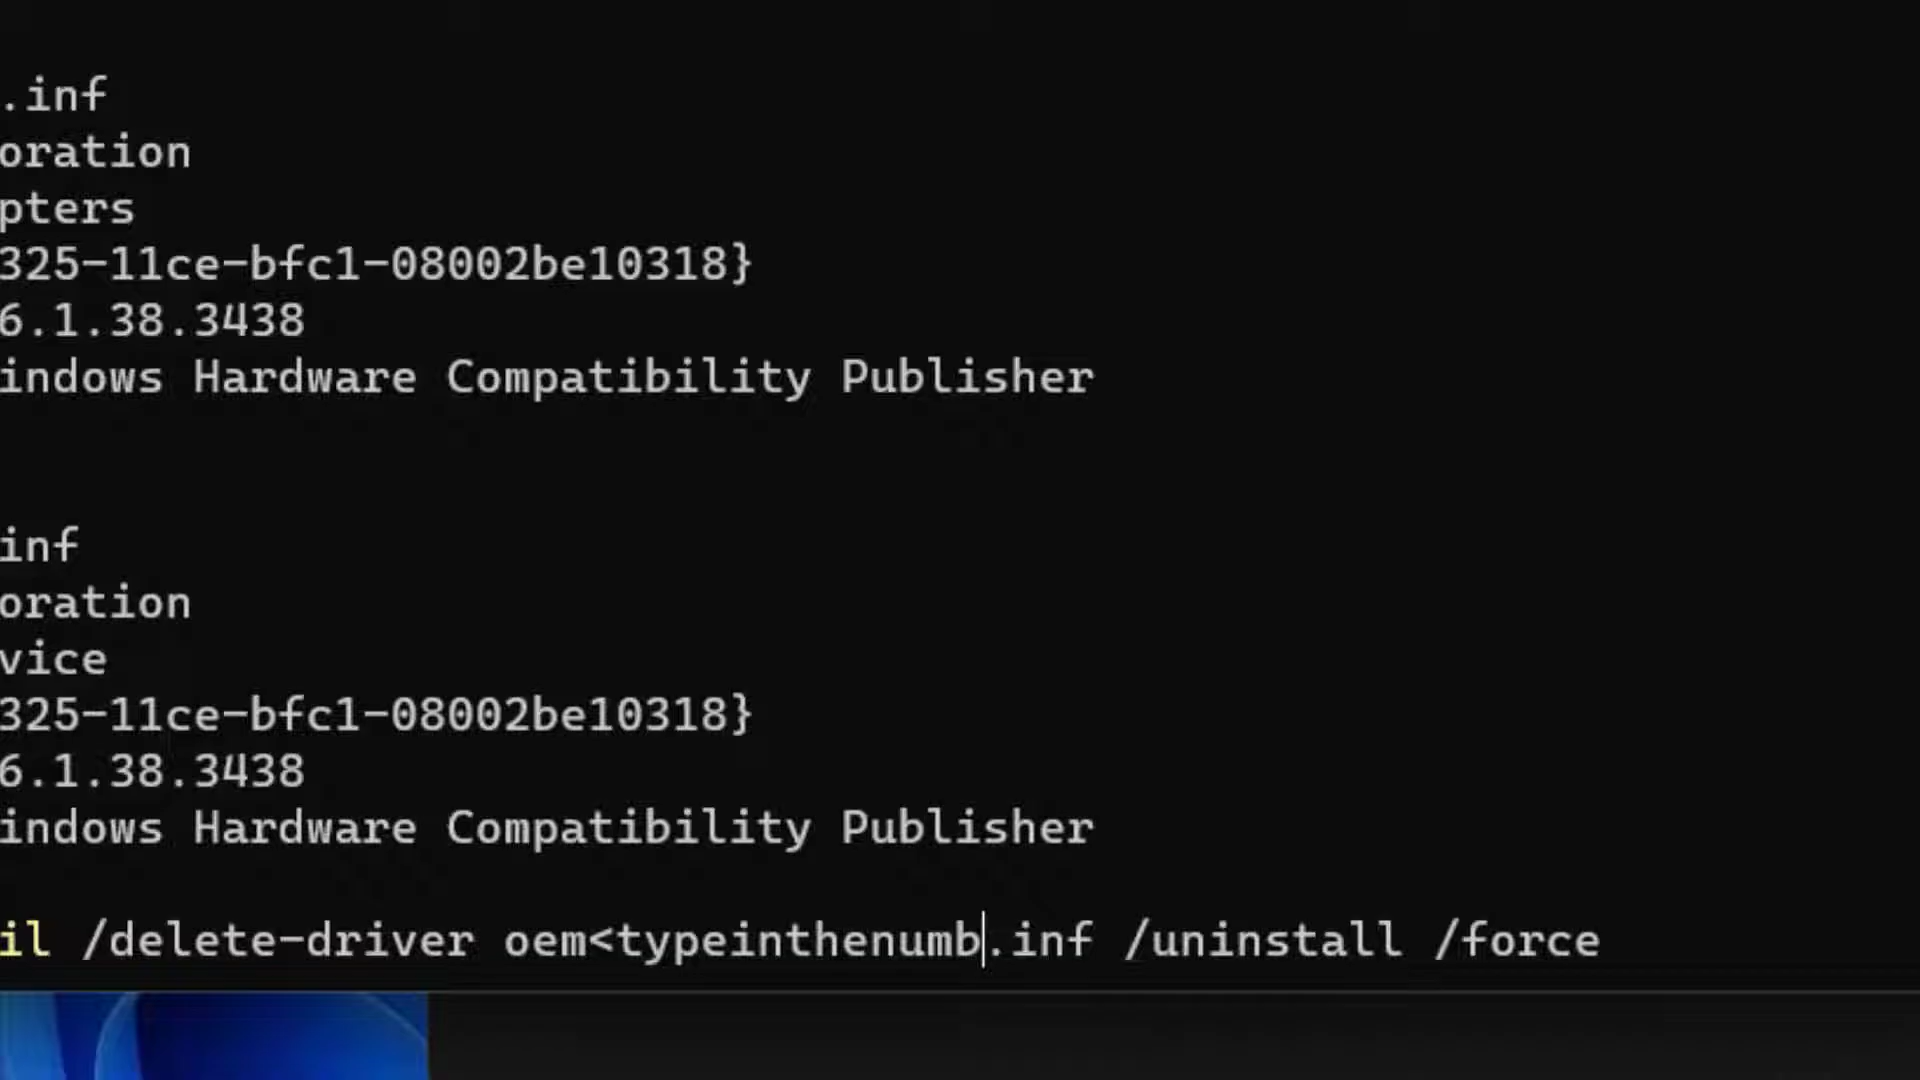 .inf
oration
pters
325-11ce-bfc1-08002be10318}
6.1.38.3438
indows Hardware Compatibility Publisher
inf
oration
vice
325-11ce-bfc1-08002be10318}
6.1.38.3438
indows Hardware Compatibility Publisher
il /delete-driver oem<typeinthenumb.inf /uninstall /force